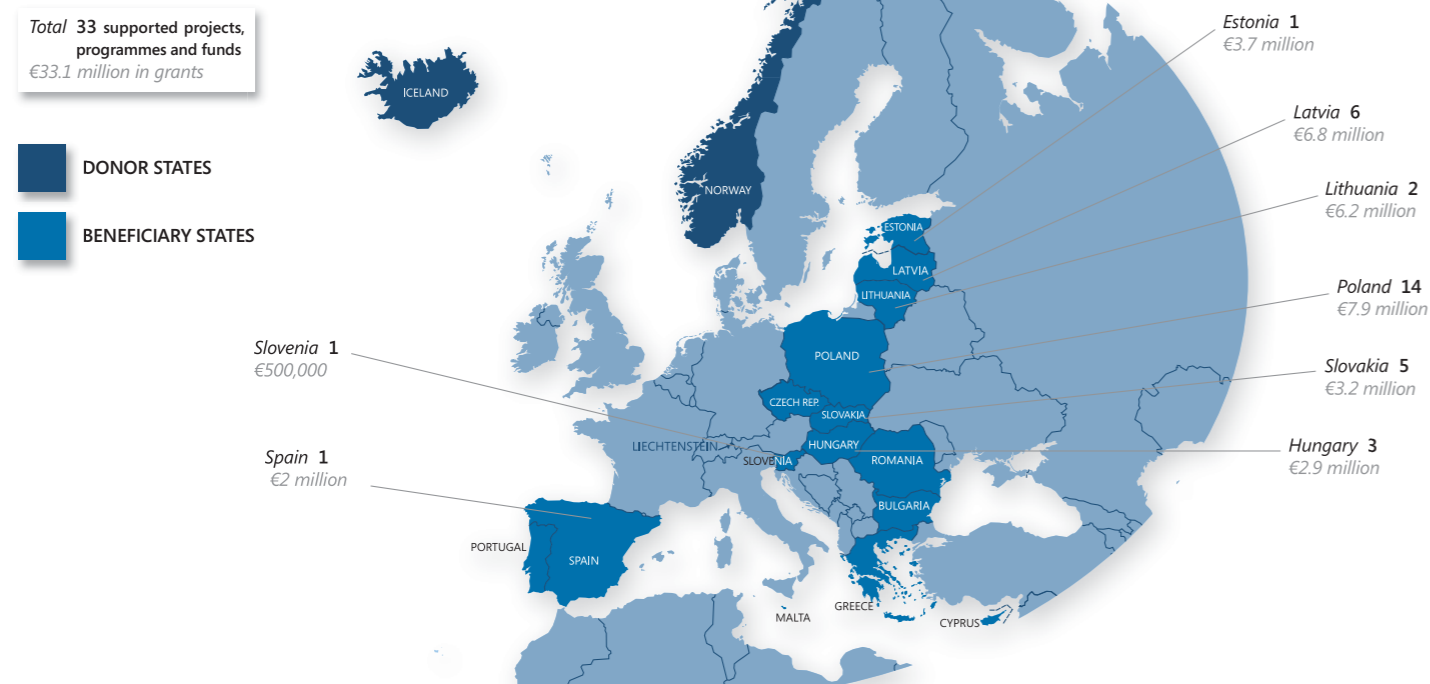 Total 33 supported projects,
programmes and funds
€33.1 million in grants
DONOR STATES
BENEFICIARY STATES
ICELAND
NORWAY
Estonia 1
€3.7 million
Latvia 6
€6.8 million
Lithuania 2
€6.2 million
Poland 14
€7.9 million
Slovakia 5
€3.2 million
Hungary 3
€2.9 million
Slovenia 1
€500,000
Spain 1
€2 million
ESTONIA
LATVIA
LITHUANIA
POLAND
CZECH REP.
SLOVAKIA
LIECHTENSTEIN
HUNGARY
SLOVENIA
ROMANIA
BULGARIA
PORTUGAL
SPAIN
MALTA
GREECE
CYPRUS